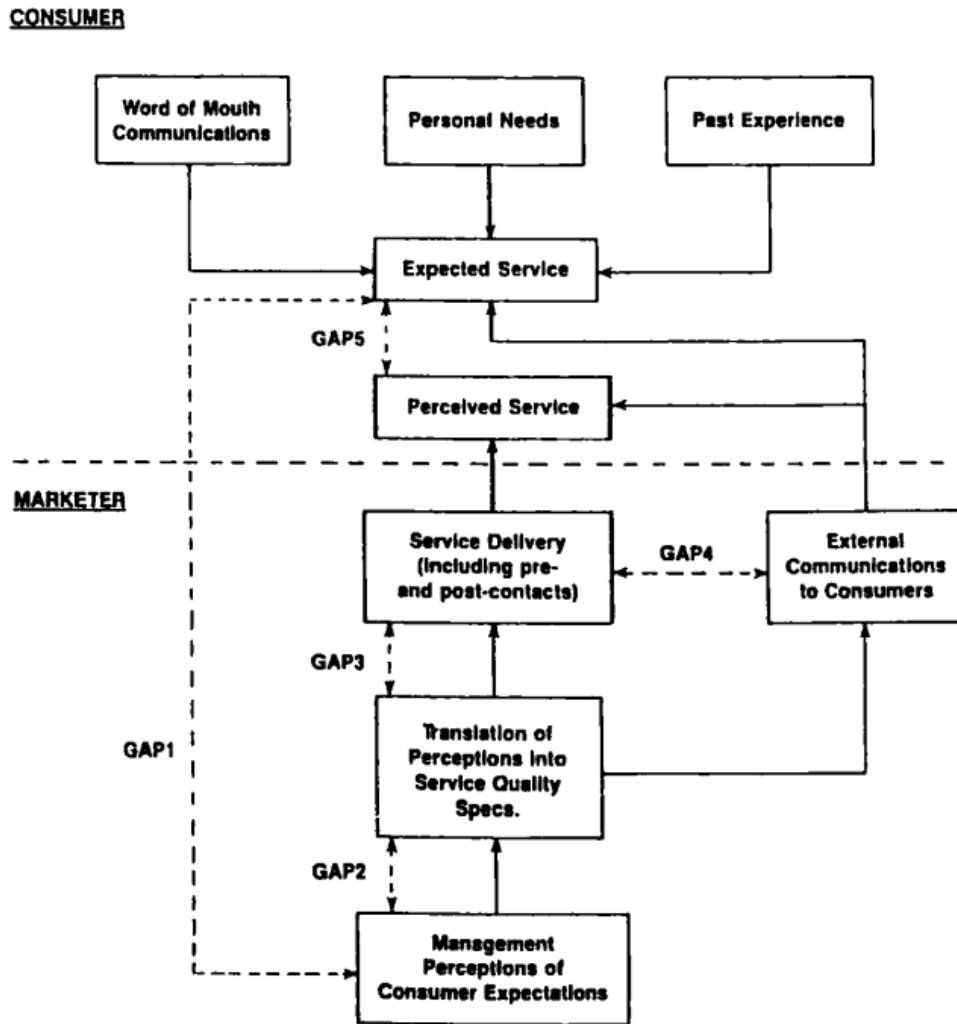 CONSUMER
Word of Mouth
Communications
Personal Needs
Past Experience
Expected Service
GAP5
Perceived Service
MARKETER
Service Delivery
(including pre-
and post-contacts)
GAP4
External
Communications
to Consumers
GAP3
Translation of
Perceptions into
Service Quality
Specs.
GAP1
GAP2
Management
Perceptions of
Consumer Expectations